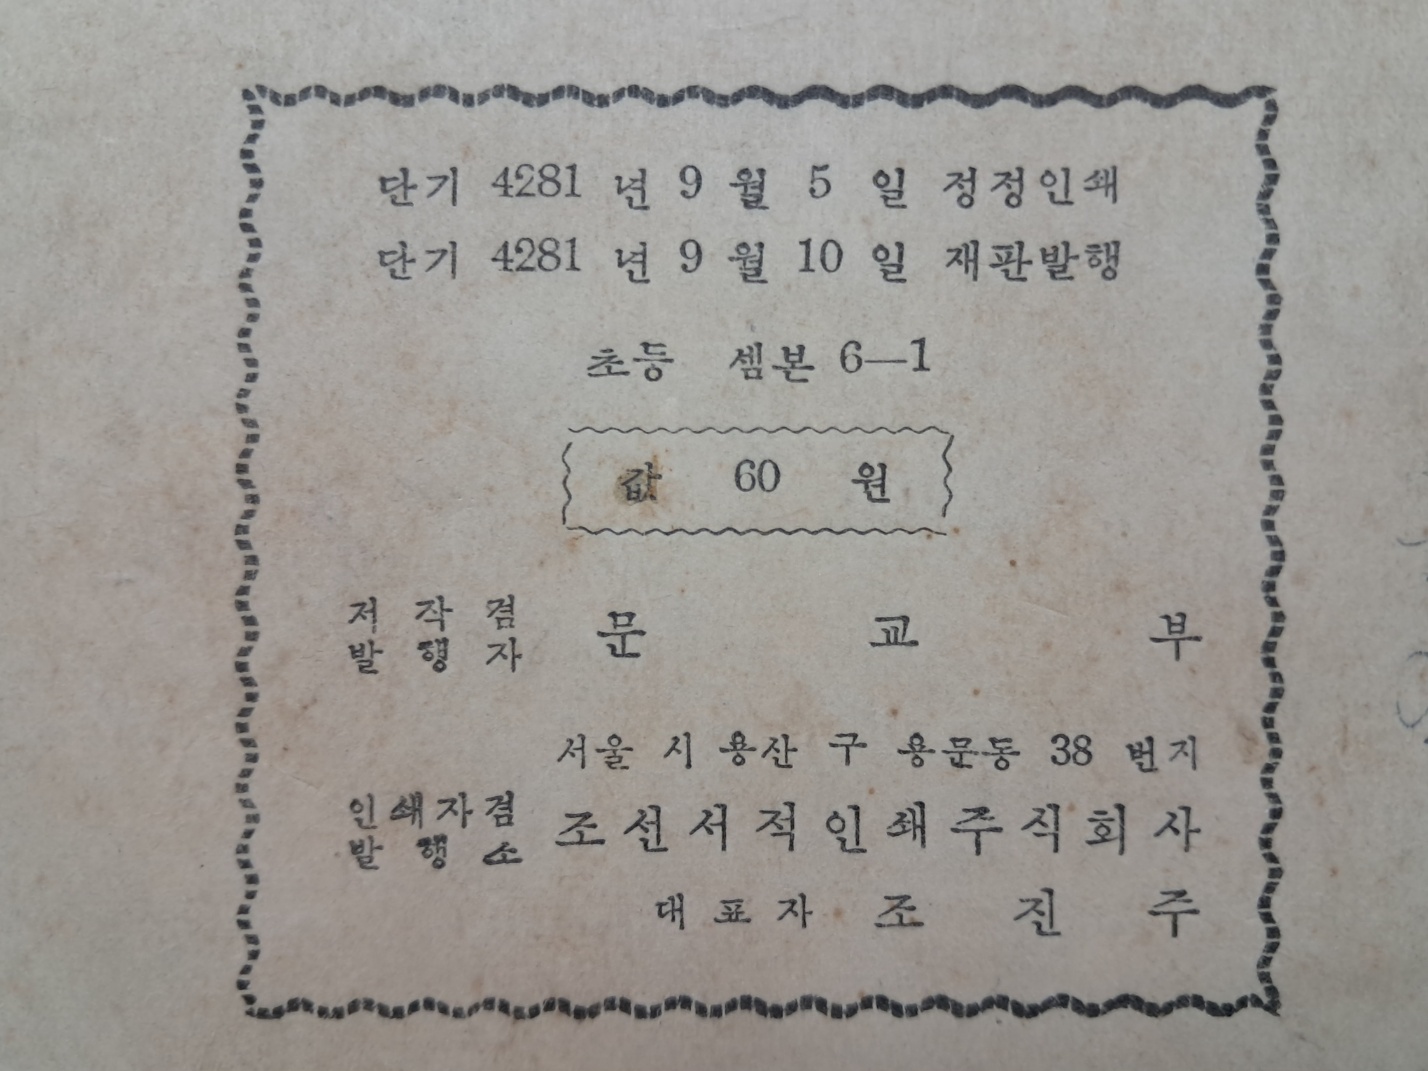 단기 4281 년 9 월 5 일 정정인쇄
단기 4281 년 9 월 10 일 재판발행
초등 셈본 6—1
값 60 원
저 작 겸
발 행 자
문 교 부
서울 시 용산 구 용문동 38 번지
인쇄자겸
발 행 소
조선서적인쇄주식회사
대 표 자 조 진 주